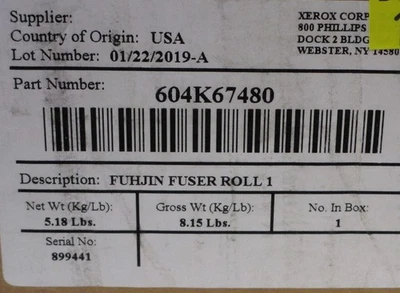 Supplier:
XEROX CORP
800 PHILLIPS
DOCK 2 BLDG
WEBSTER, NY 14580
Country of Origin: USA
Lot Number: 01/22/2019-A
Part Number:
604K67480
Description: FUHJIN FUSER ROLL 1
Net Wt (Kg/Lb): Gross Wt (Kg/Lb): No. In Box:
5.18 Lbs. 8.15 Lbs. 1
Serial No:
899441